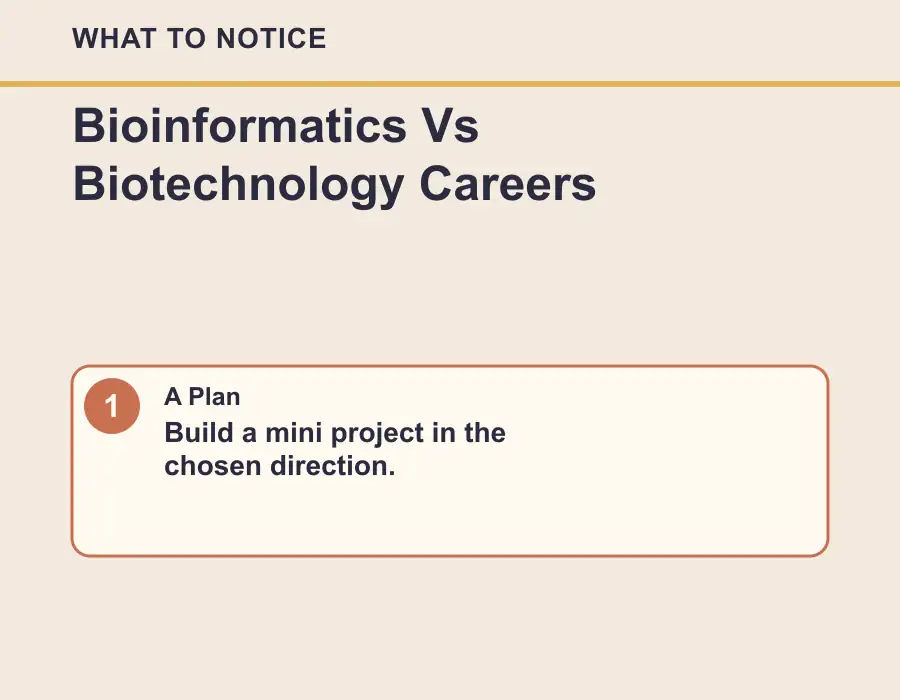 WHAT TO NOTICE
Bioinformatics Vs
Biotechnology Careers
1
A Plan
Build a mini project in the
chosen direction.